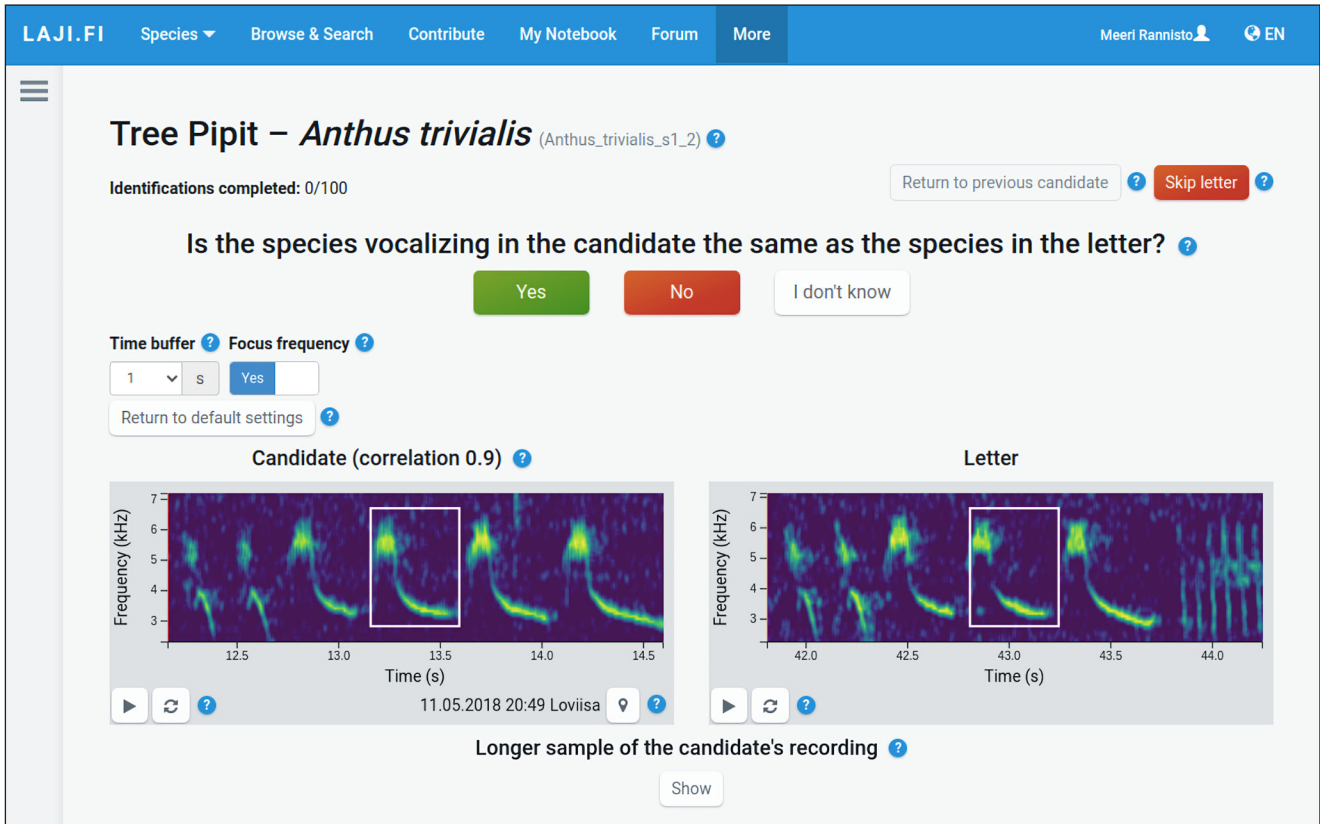 LAJI.FI Species Browse & Search Contribute My Notebook Forum More Meeri Rannisto EN
Tree Pipit – Anthus trivialis (Anthus_trivialis_s1_2) ?
Identifications completed: 0/100 Return to previous candidate ? Skip letter ?
Is the species vocalizing in the candidate the same as the species in the letter? ?
Yes No I don't know
Time buffer ? Focus frequency ?
1 s Yes
Return to default settings ?
Candidate (correlation 0.9) ?
Frequency (kHz)
7
6
5
4
3
12.5 13.0 13.5 14.0 14.5
Time (s)
? 11.05.2018 20:49 Loviisa ?
Letter
Frequency (kHz)
7
6
5
4
3
42.0 42.5 43.0 43.5 44.0
Time (s)
?
Longer sample of the candidate's recording ?
Show